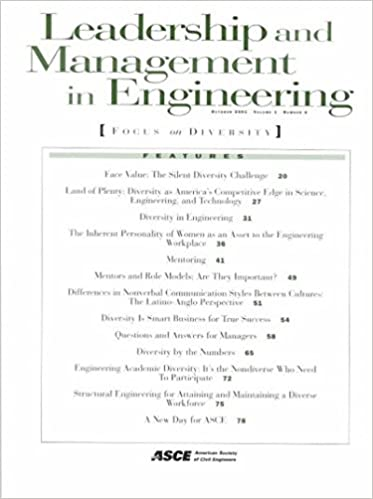 Leadership and
Management
in Engineering
OCTOBER 2001 VOLUME 1 NUMBER 4
[ FOCUS on DIVERSITY ]
FEATURES
Face Value: The Silent Diversity Challenge 20
Land of Plenty: Diversity as America's Competitive Edge in Science,
Engineering, and Technology 27
Diversity in Engineering 31
The Inherent Personality of Women as an Asset to the Engineering
Workplace 36
Mentoring 41
Mentors and Role Models: Are They Important? 49
Differences in Nonverbal Communication Styles Between Cultures:
The Latino-Anglo Perspective 51
Diversity Is Smart Business for True Success 54
Questions and Answers for Managers 58
Diversity by the Numbers 65
Engineering Academic Diversity: It's the Nondiverse Who Need
To Participate 72
Structural Engineering for Attaining and Maintaining a Diverse
Workforce 75
A New Day for ASCE 78
ASCE American Society
of Civil Engineers